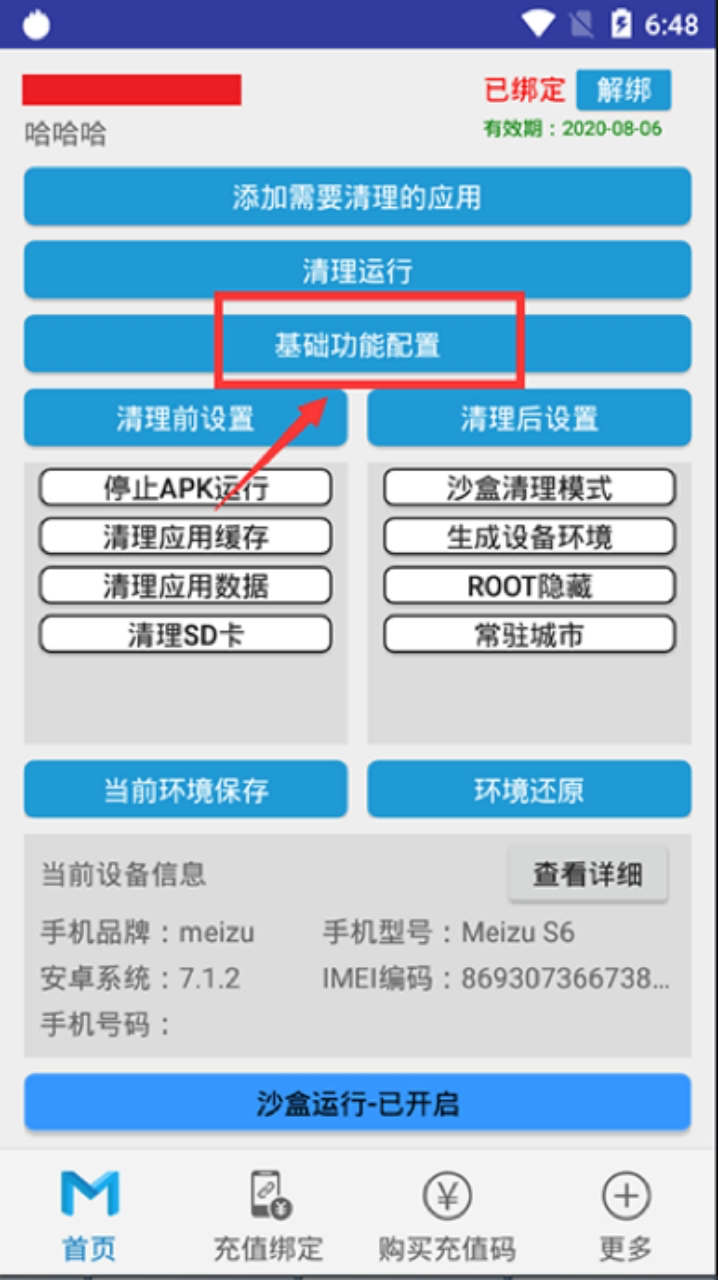 6:48
已绑定 解绑
哈哈哈
有效期：2020-08-06
添加需要清理的应用
清理运行
基础功能配置
清理前设置 清理后设置
停止APK运行 沙盒清理模式
清理应用缓存 生成设备环境
清理应用数据 ROOT隐藏
清理SD卡 常驻城市
当前环境保存 环境还原
当前设备信息 查看详细
手机品牌：meizu 手机型号：Meizu S6
安卓系统：7.1.2 IMEI编码：869307366738...
手机号码：
沙盒运行-已开启
首页 充值绑定 购买充值码 更多